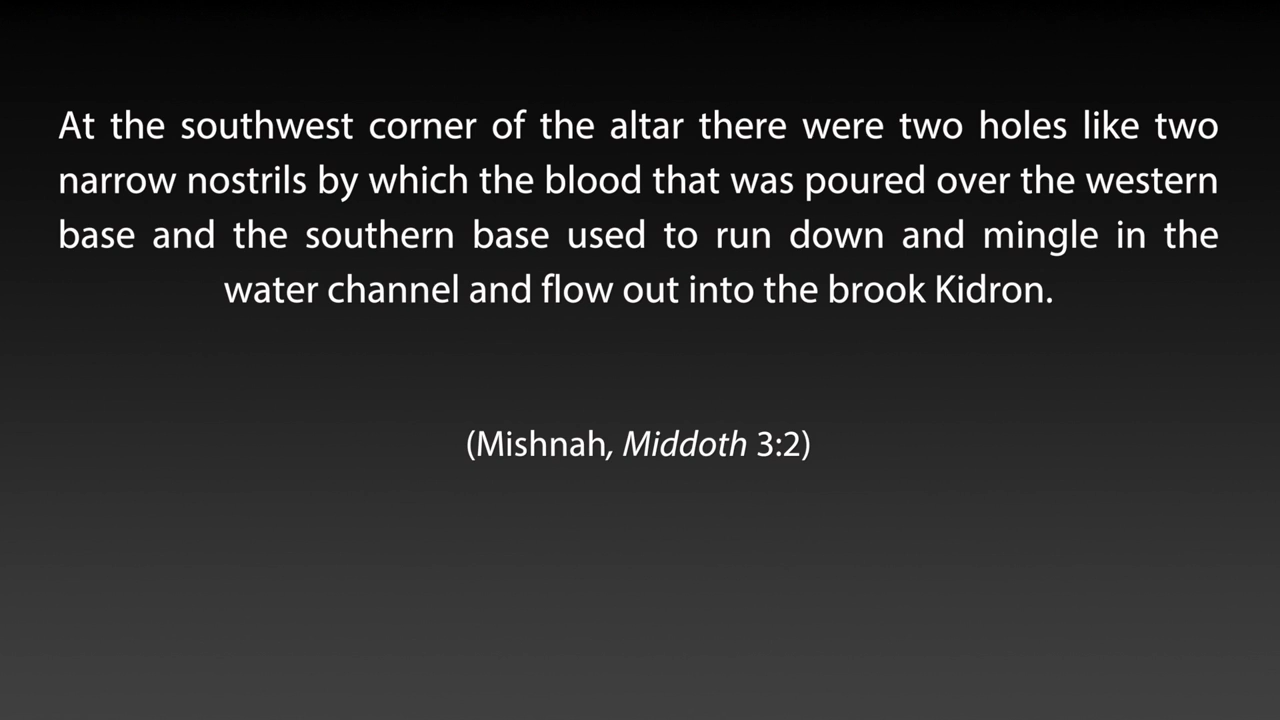 At the southwest corner of the altar there were two holes like two
narrow nostrils by which the blood that was poured over the western
base and the southern base used to run down and mingle in the
water channel and flow out into the brook Kidron.
(Mishnah, Middoth 3:2)